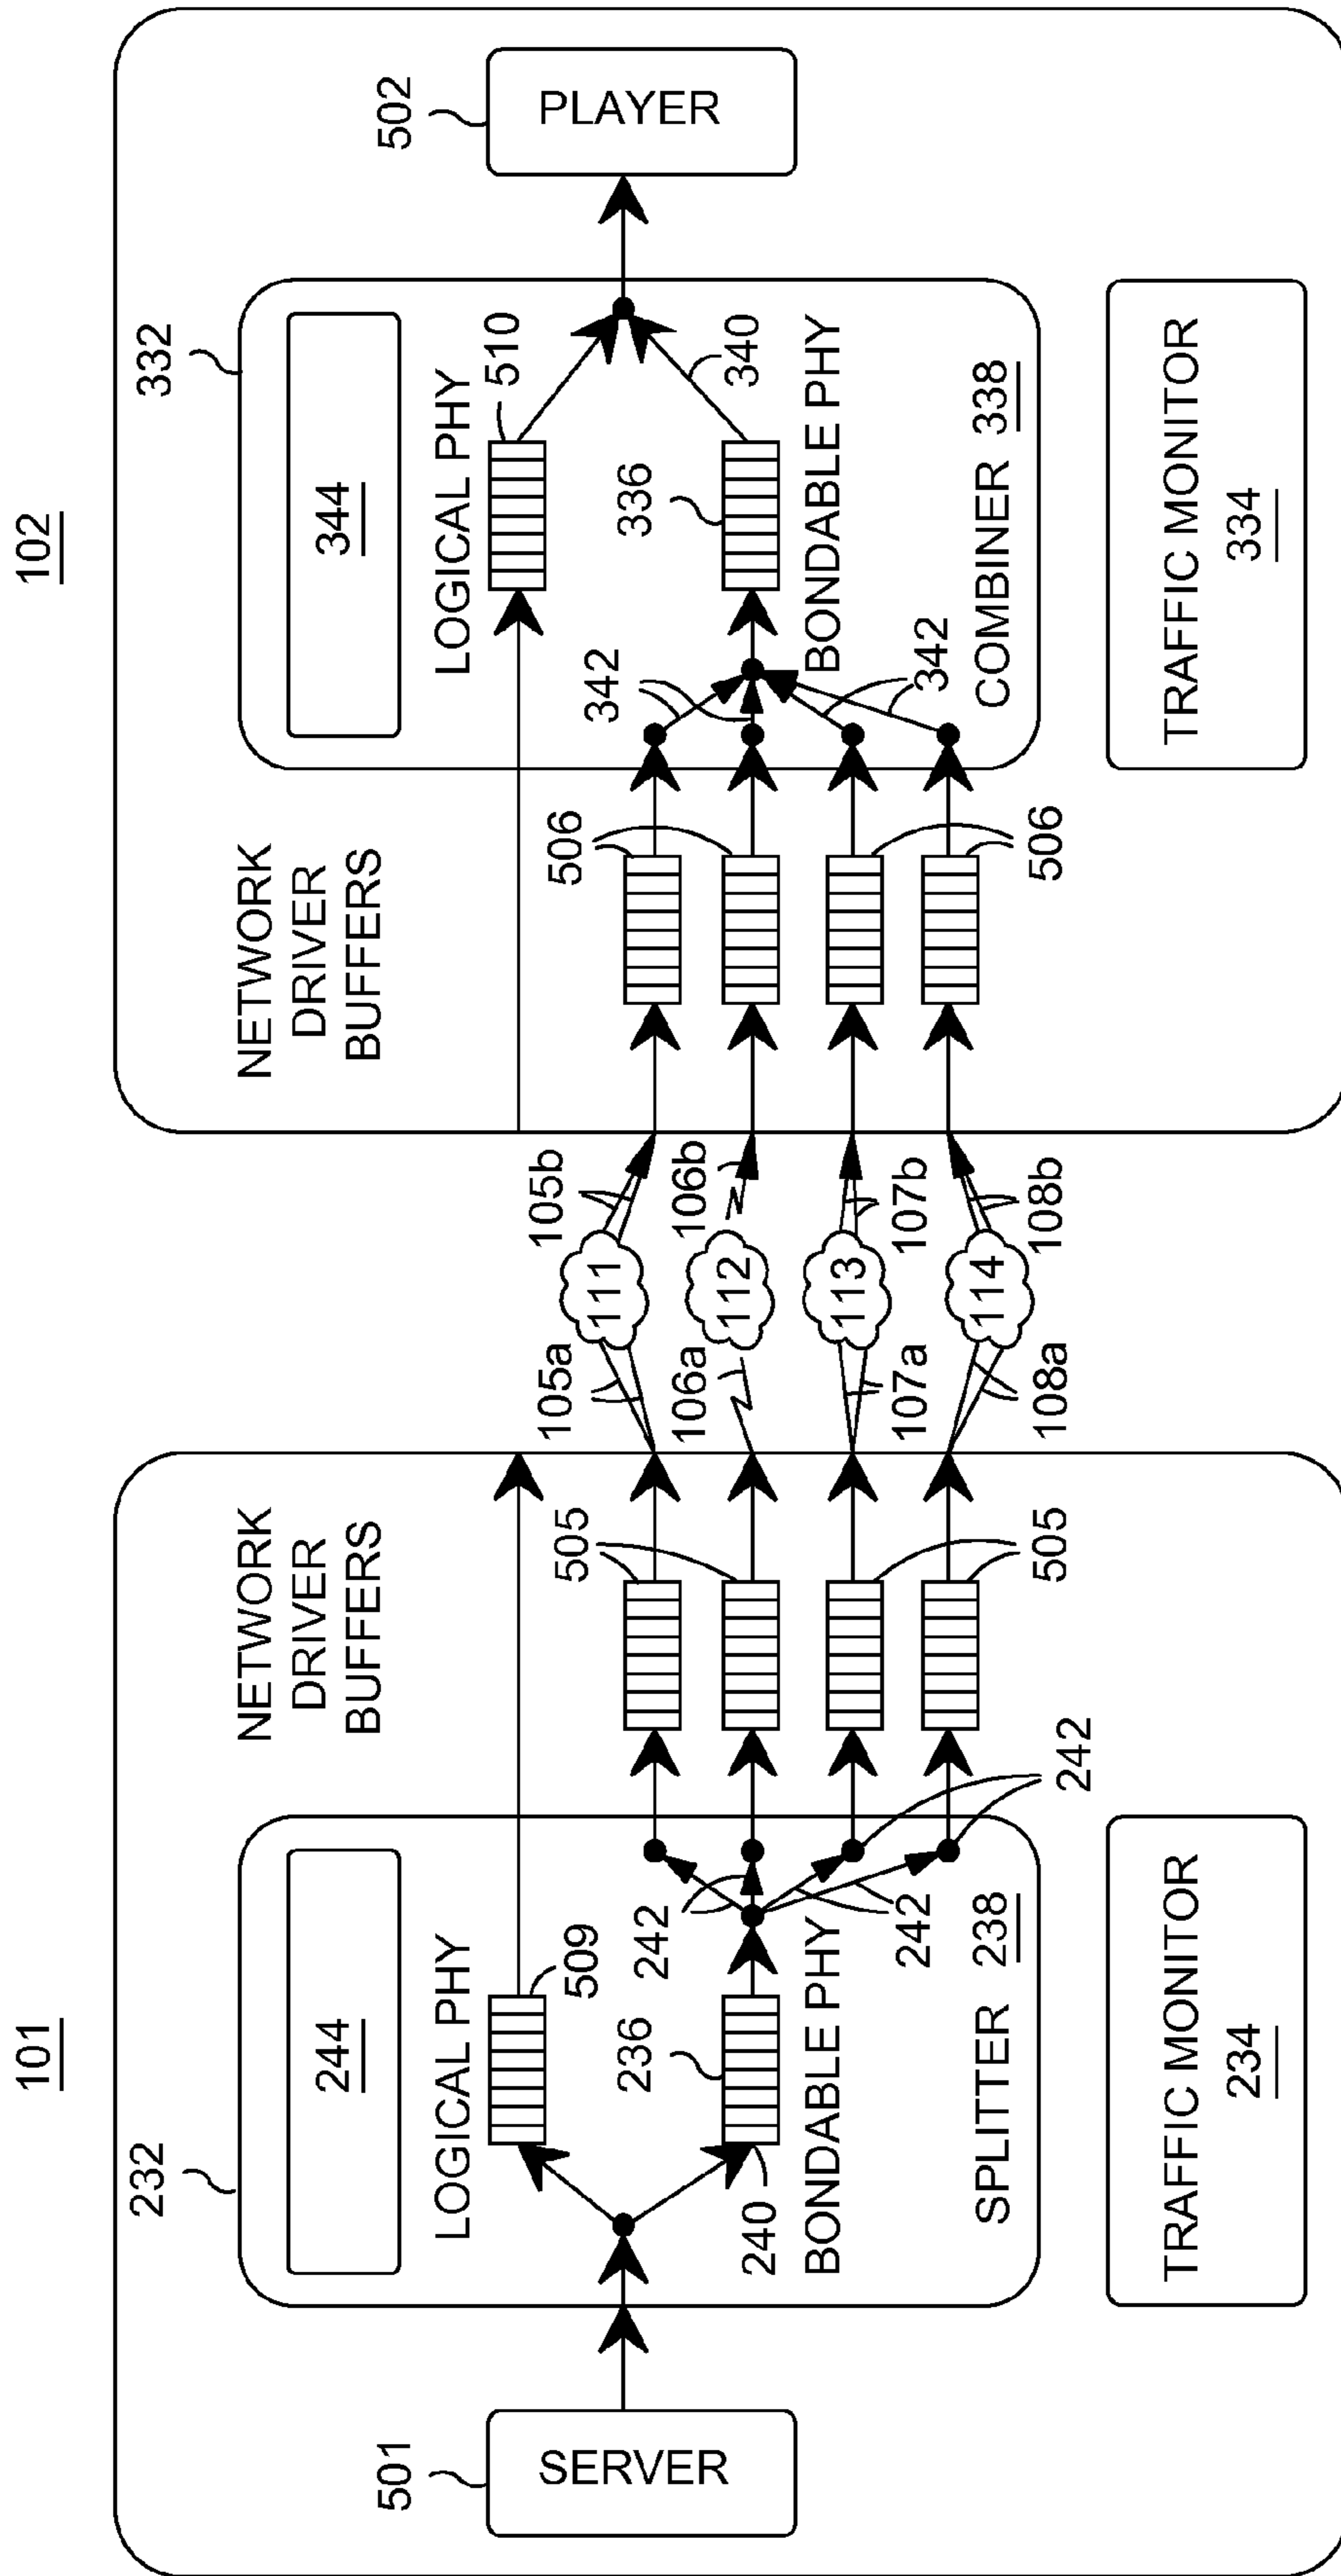 101
232
244
501
SERVER
LOGICAL PHY
509
236
240
BONDABLE PHY
242
242
242
SPLITTER 238
TRAFFIC MONITOR
234
NETWORK
DRIVER
BUFFERS
505
505
105a
105b
111
106a
106b
112
113
107a
107b
114
108a
108b
102
NETWORK
DRIVER
BUFFERS
506
506
332
344
LOGICAL PHY
510
336
340
342
342
BONDABLE PHY
COMBINER 338
TRAFFIC MONITOR
334
502
PLAYER